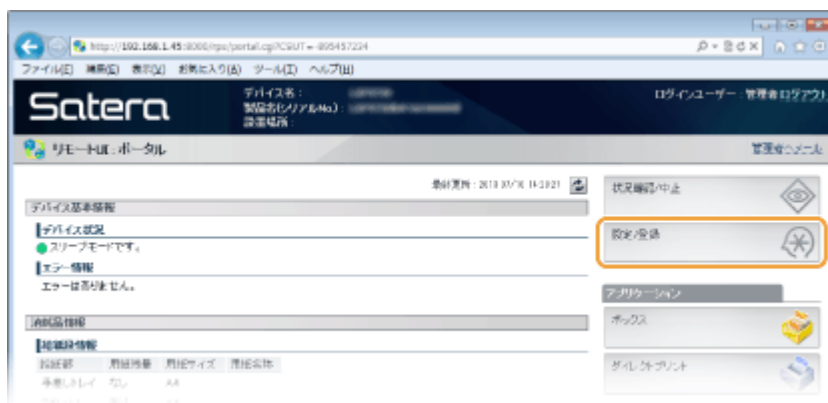 http://192.168.1.45:8000/rps/portal.cgi?CSUT=-895457224
ファイル(E) 編集(E) 表示(V) お気に入り(A) ツール(T) ヘルプ(H)
Satera
デバイス名:
製品名(シリアルNo.):
設置場所:
ログインユーザー: 管理者 ログアウト
リモートUI: ポータル
管理者へメール
最終更新:
状況確認/中止
デバイス基本情報
設定/登録
デバイス状況
スリープモードです。
エラー情報
エラーはありません。
アプリケーション
消耗品情報
ボックス
給紙段情報
給紙部 用紙残量 用紙サイズ 用紙名称
ダイレクトプリント
手差しトレイ なし A4